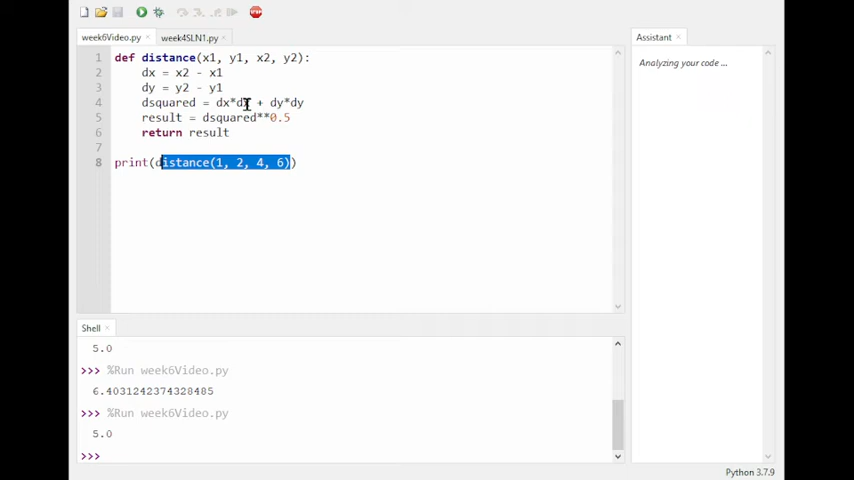 week6Video.py
week4SLN1.py
Assistant
1 def distance(x1, y1, x2, y2):
2 dx = x2 - x1
3 dy = y2 - y1
4 dsquared = dx*dx + dy*dy
5 result = dsquared**0.5
6 return result
7
8 print(distance(1, 2, 4, 6))
Analyzing your code ...
Shell
5.0
>>> %Run week6Video.py
6.4031242374328485
>>> %Run week6Video.py
5.0
>>>
Python 3.7.9